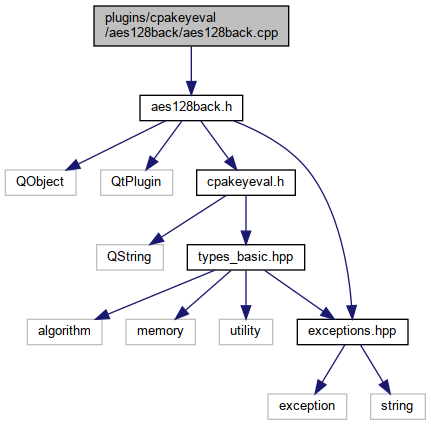 plugins/cpakeyeval
/aes128back/aes128back.cpp
aes128back.h
QObject
QtPlugin
cpakeyeval.h
QString
types_basic.hpp
algorithm
memory
utility
exceptions.hpp
exception
string